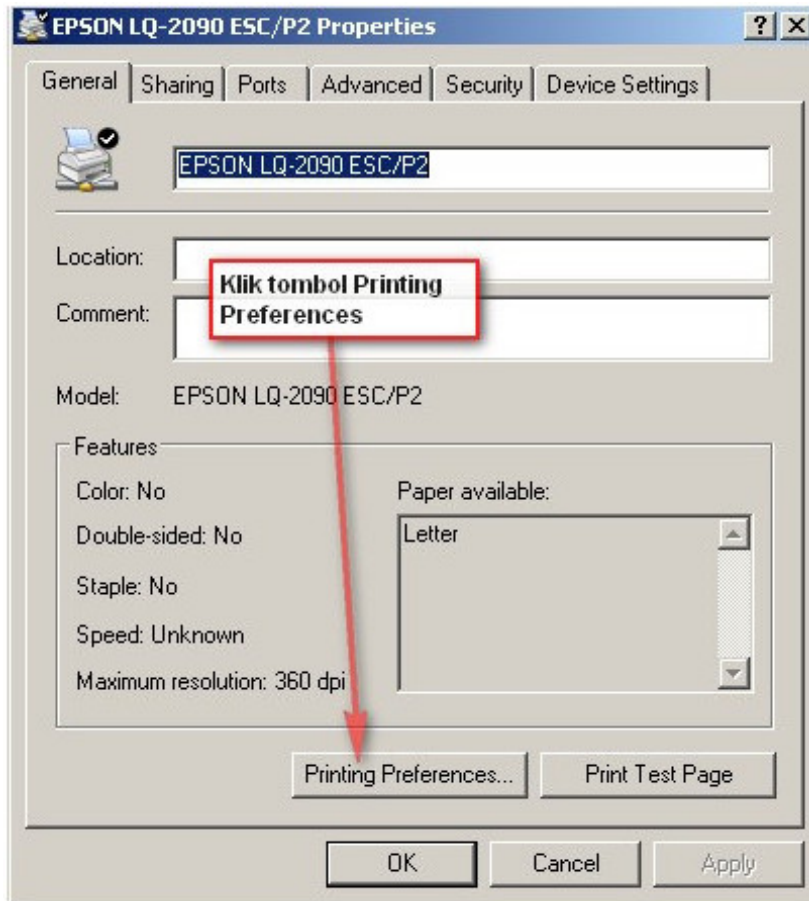 EPSON LQ-2090 ESC/P2 Properties
General Sharing Ports Advanced Security Device Settings
EPSON LQ-2090 ESC/P2
Location:
Klik tombol Printing
Preferences
Comment:
Model: EPSON LQ-2090 ESC/P2
Features
Color: No
Paper available:
Double-sided: No
Letter
Staple: No
Speed: Unknown
Maximum resolution: 360 dpi
Printing Preferences... Print Test Page
OK Cancel Apply